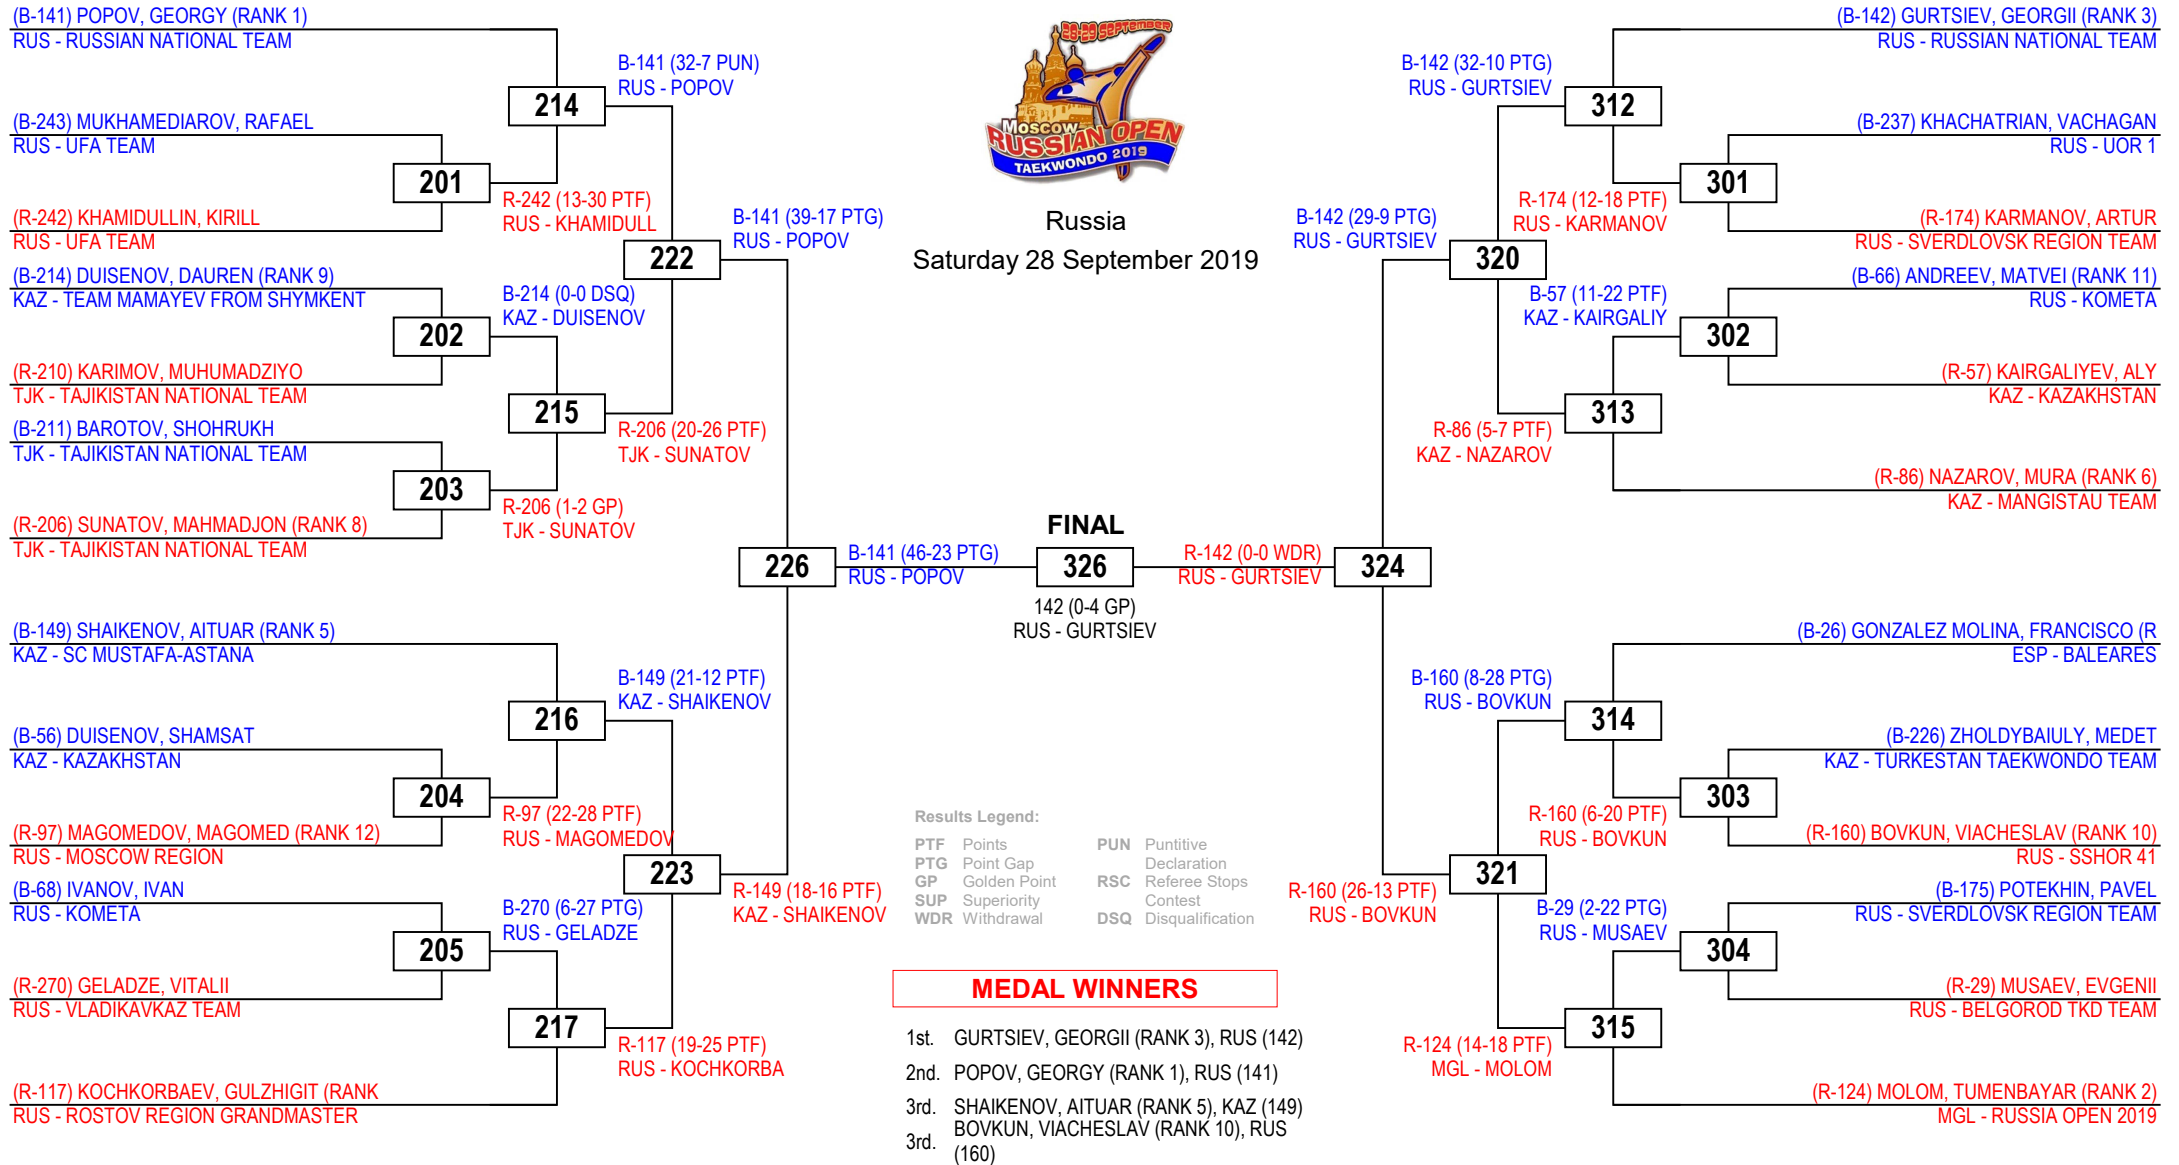 (B-141) POPOV, GEORGY (RANK 1)
RUS - RUSSIAN NATIONAL TEAM
(B-243) MUKHAMEDIAROV, RAFAEL
RUS - UFA TEAM
(R-242) KHAMIDULLIN, KIRILL
RUS - UFA TEAM
(B-214) DUISENOV, DAUREN (RANK 9)
KAZ - TEAM MAMAYEV FROM SHYMKENT
(R-210) KARIMOV, MUHUMADZIYO
TJK - TAJIKISTAN NATIONAL TEAM
(B-211) BAROTOV, SHOHRUKH
TJK - TAJIKISTAN NATIONAL TEAM
(R-206) SUNATOV, MAHMADJON (RANK 8)
TJK - TAJIKISTAN NATIONAL TEAM
(B-149) SHAIKENOV, AITUAR (RANK 5)
KAZ - SC MUSTAFA-ASTANA
(B-56) DUISENOV, SHAMSAT
KAZ - KAZAKHSTAN
(R-97) MAGOMEDOV, MAGOMED (RANK 12)
RUS - MOSCOW REGION
(B-68) IVANOV, IVAN
RUS - KOMETA
(R-270) GELADZE, VITALII
RUS - VLADIKAVKAZ TEAM
(R-117) KOCHKORBAEV, GULZHIGIT (RANK
RUS - ROSTOV REGION GRANDMASTER
201
202
203
204
205
R-242 (13-30 PTF)
RUS - KHAMIDULL
B-214 (0-0 DSQ)
KAZ - DUISENOV
R-206 (1-2 GP)
TJK - SUNATOV
R-97 (22-28 PTF)
RUS - MAGOMEDOV
B-270 (6-27 PTG)
RUS - GELADZE
214
215
216
217
B-141 (32-7 PUN)
RUS - POPOV
R-206 (20-26 PTF)
TJK - SUNATOV
B-149 (21-12 PTF)
KAZ - SHAIKENOV
R-117 (19-25 PTF)
RUS - KOCHKORBA
222
223
B-141 (39-17 PTG)
RUS - POPOV
R-149 (18-16 PTF)
KAZ - SHAIKENOV
226
B-141 (46-23 PTG)
RUS - POPOV
28-29 SEPTEMBER
MOSCOW
RUSSIAN OPEN
TAEKWONDO 2019
Russia
Saturday 28 September 2019
FINAL
326
142 (0-4 GP)
RUS - GURTSIEV
R-142 (0-0 WDR)
RUS - GURTSIEV
324
B-142 (29-9 PTG)
RUS - GURTSIEV
R-160 (26-13 PTF)
RUS - BOVKUN
320
321
B-142 (32-10 PTG)
RUS - GURTSIEV
R-86 (5-7 PTF)
KAZ - NAZAROV
B-160 (8-28 PTG)
RUS - BOVKUN
R-124 (14-18 PTF)
MGL - MOLOM
312
313
314
315
R-174 (12-18 PTF)
RUS - KARMANOV
B-57 (11-22 PTF)
KAZ - KAIRGALIY
R-160 (6-20 PTF)
RUS - BOVKUN
B-29 (2-22 PTG)
RUS - MUSAEV
301
302
303
304
(B-142) GURTSIEV, GEORGII (RANK 3)
RUS - RUSSIAN NATIONAL TEAM
(B-237) KHACHATRIAN, VACHAGAN
RUS - UOR 1
(R-174) KARMANOV, ARTUR
RUS - SVERDLOVSK REGION TEAM
(B-66) ANDREEV, MATVEI (RANK 11)
RUS - KOMETA
(R-57) KAIRGALIYEV, ALY
KAZ - KAZAKHSTAN
(R-86) NAZAROV, MURA (RANK 6)
KAZ - MANGISTAU TEAM
(B-26) GONZALEZ MOLINA, FRANCISCO (R
ESP - BALEARES
(B-226) ZHOLDYBAIULY, MEDET
KAZ - TURKESTAN TAEKWONDO TEAM
(R-160) BOVKUN, VIACHESLAV (RANK 10)
RUS - SSHOR 41
(B-175) POTEKHIN, PAVEL
RUS - SVERDLOVSK REGION TEAM
(R-29) MUSAEV, EVGENII
RUS - BELGOROD TKD TEAM
(R-124) MOLOM, TUMENBAYAR (RANK 2)
MGL - RUSSIA OPEN 2019
Results Legend:
PTF Points
PTG Point Gap
GP Golden Point
SUP Superiority
WDR Withdrawal
PUN Puntitive
Declaration
RSC Referee Stops
Contest
DSQ Disqualification
MEDAL WINNERS
1st. GURTSIEV, GEORGII (RANK 3), RUS (142)
2nd. POPOV, GEORGY (RANK 1), RUS (141)
3rd. SHAIKENOV, AITUAR (RANK 5), KAZ (149)
3rd. BOVKUN, VIACHESLAV (RANK 10), RUS
(160)